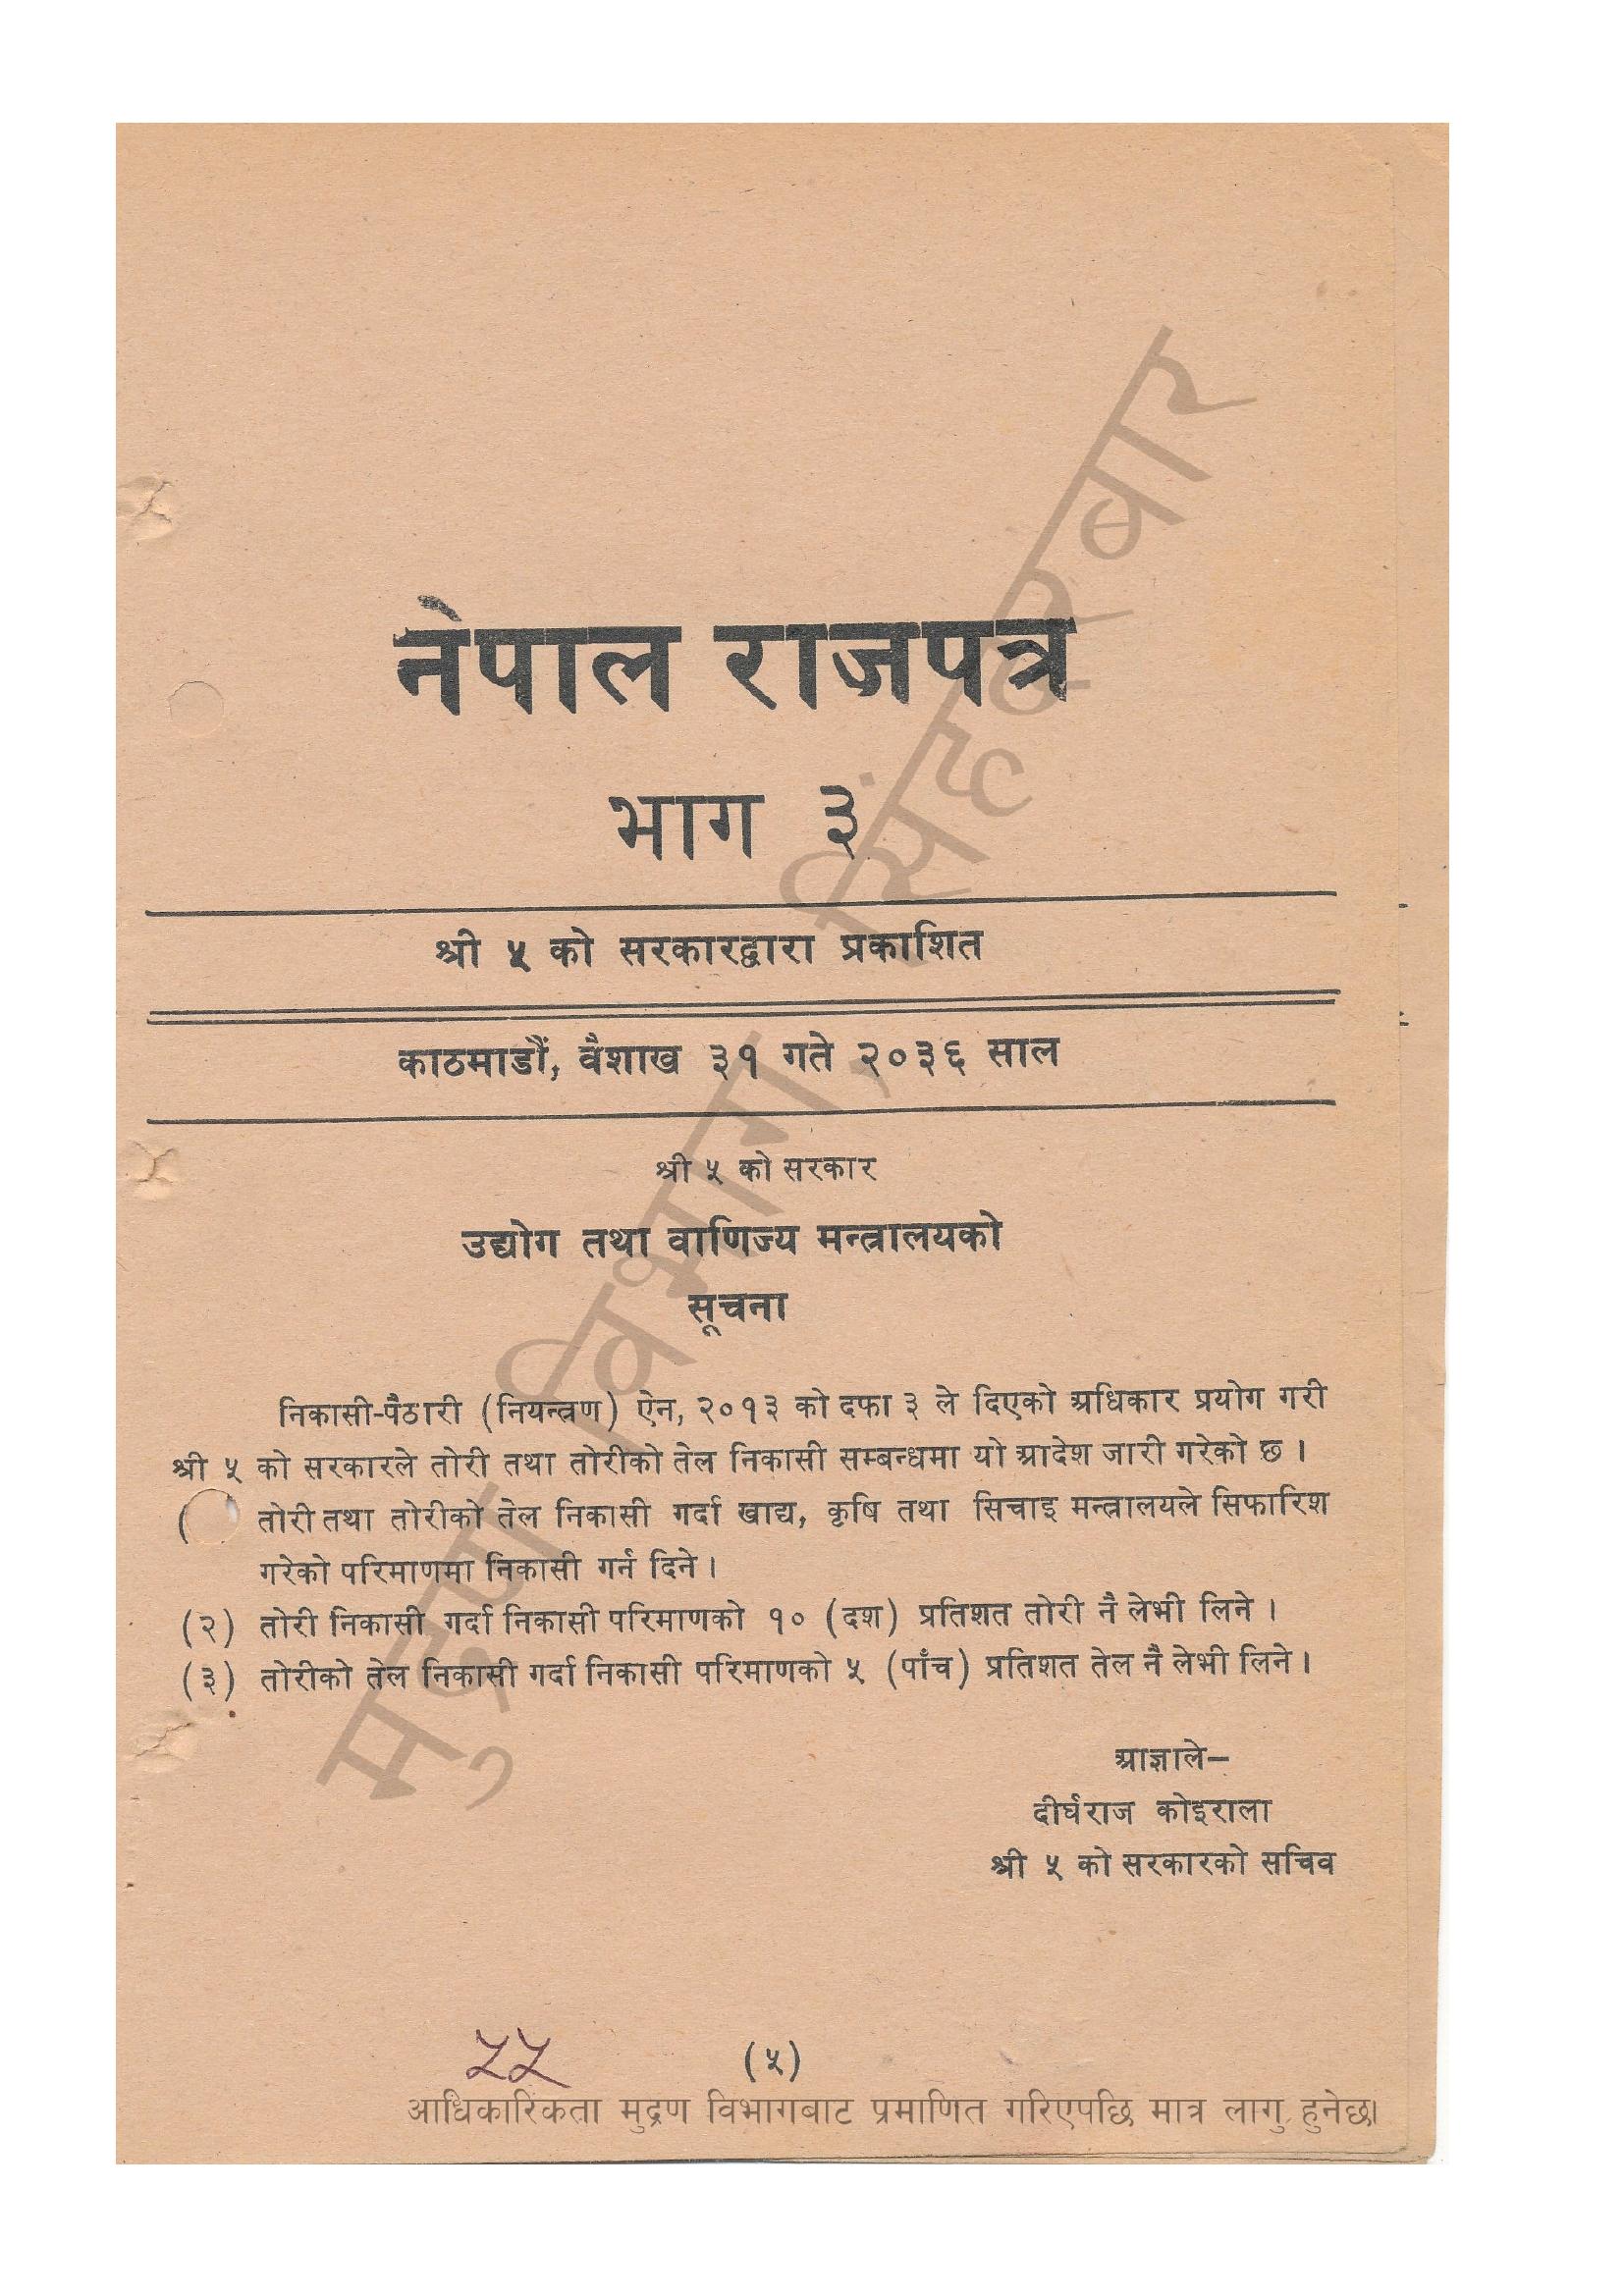 नेपाल राजपत्र
भाग ३
श्री ५ को सरकारद्वारा प्रकाशित
काठमाडौं, वैशाख ३१ गते २०३६ साल
श्री ५ को सरकार
उद्योग तथा वाणिज्य मन्त्रालयको
सूचना
निकासी-पैठारी (नियन्त्रण) ऐन, २०१३ को दफा ३ ले दिएको अधिकार प्रयोग गरी
श्री ५ को सरकारले तोरी तथा तोरीको तेल निकासी सम्बन्धमा यो आदेश जारी गरेको छ ।
( तोरी तथा तोरीको तेल निकासी गर्दा खाद्य, कृषि तथा सिचाइ मन्त्रालयले सिफारिश
गरेको परिमाणमा निकासी गर्न दिने ।
(२) तोरी निकासी गर्दा निकासी परिमाणको १० (दश) प्रतिशत तोरी नै लेभी लिने ।
(३) तोरीको तेल निकासी गर्दा निकासी परिमाणको ५ (पाँच) प्रतिशत तेल नै लेभी लिने ।
आज्ञाले–
दीर्घराज कोइराला
श्री ५ को सरकारको सचिव
५५
(५)
आधिकारिकता मुद्रण विभागबाट प्रमाणित गरिएपछि मात्र लागु हुनेछ।
मुद्रण विभाग, सिंहदरबार